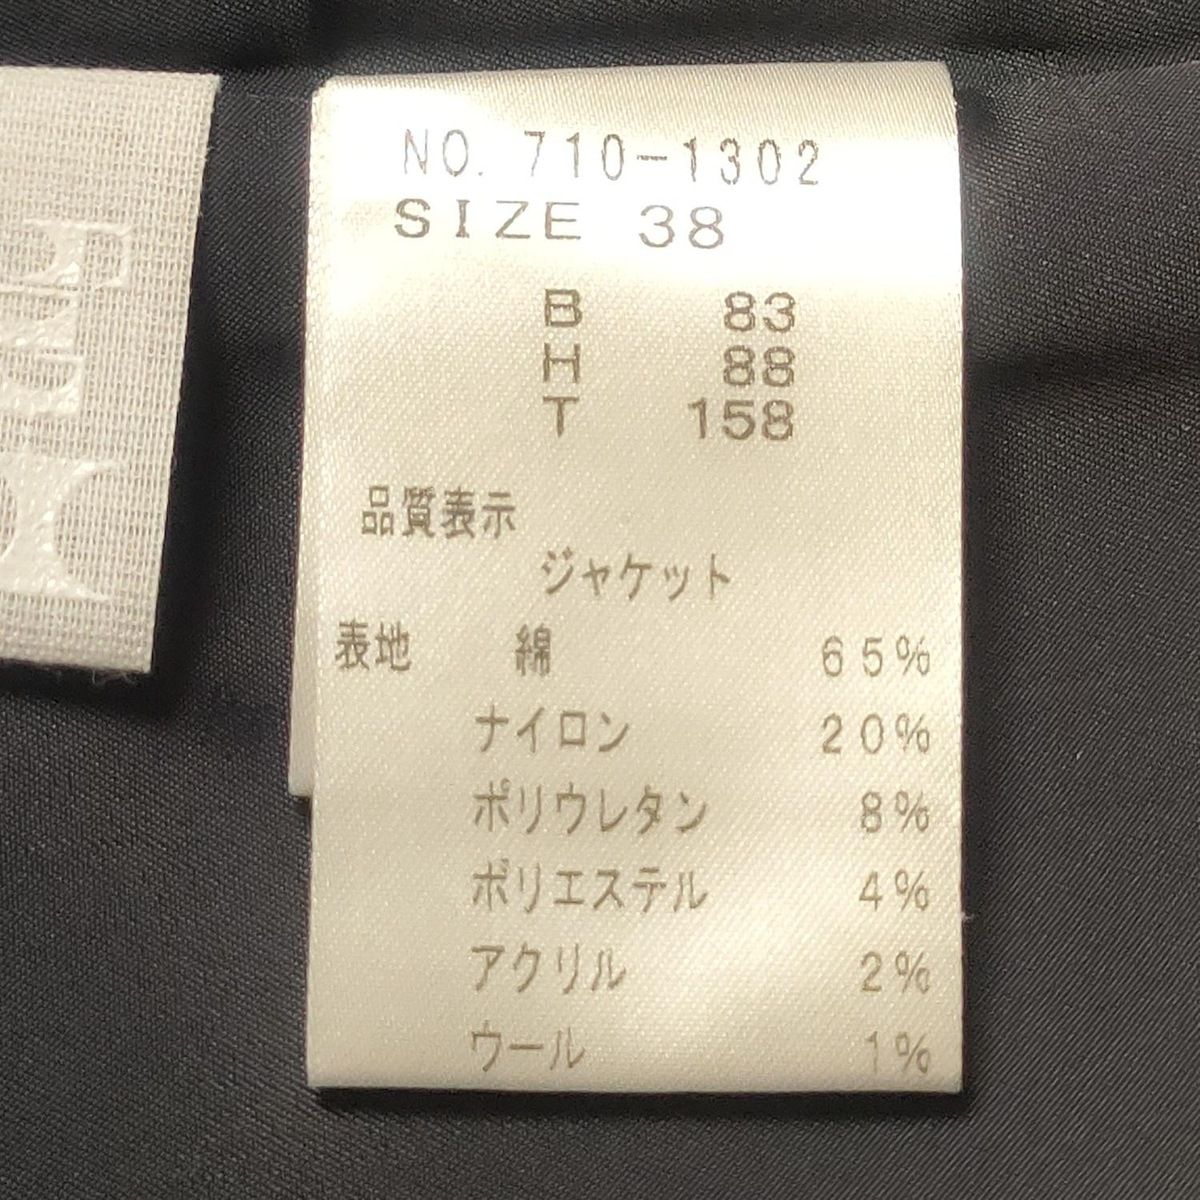 NO. 710-1302
SIZE 38
B 83
H 88
T 158
品質表示
ジャケット
表地 綿 65%
ナイロン 20%
ポリウレタン 8%
ポリエステル 4%
アクリル 2%
ウール 1%